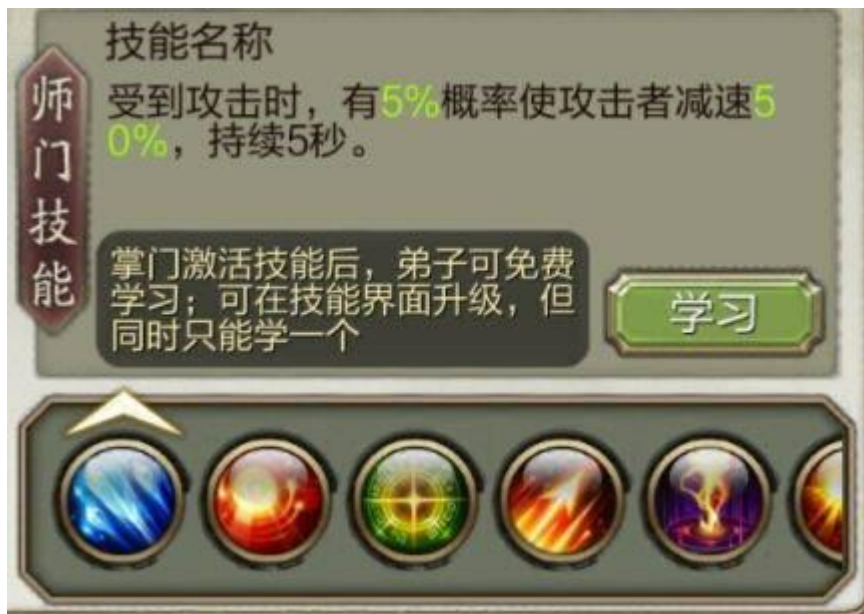 技能名称
受到攻击时，有5%概率使攻击者减速5
0%，持续5秒。
师门技能
掌门激活技能后，弟子可免费
学习；可在技能界面升级，但
同时只能学一个
学习